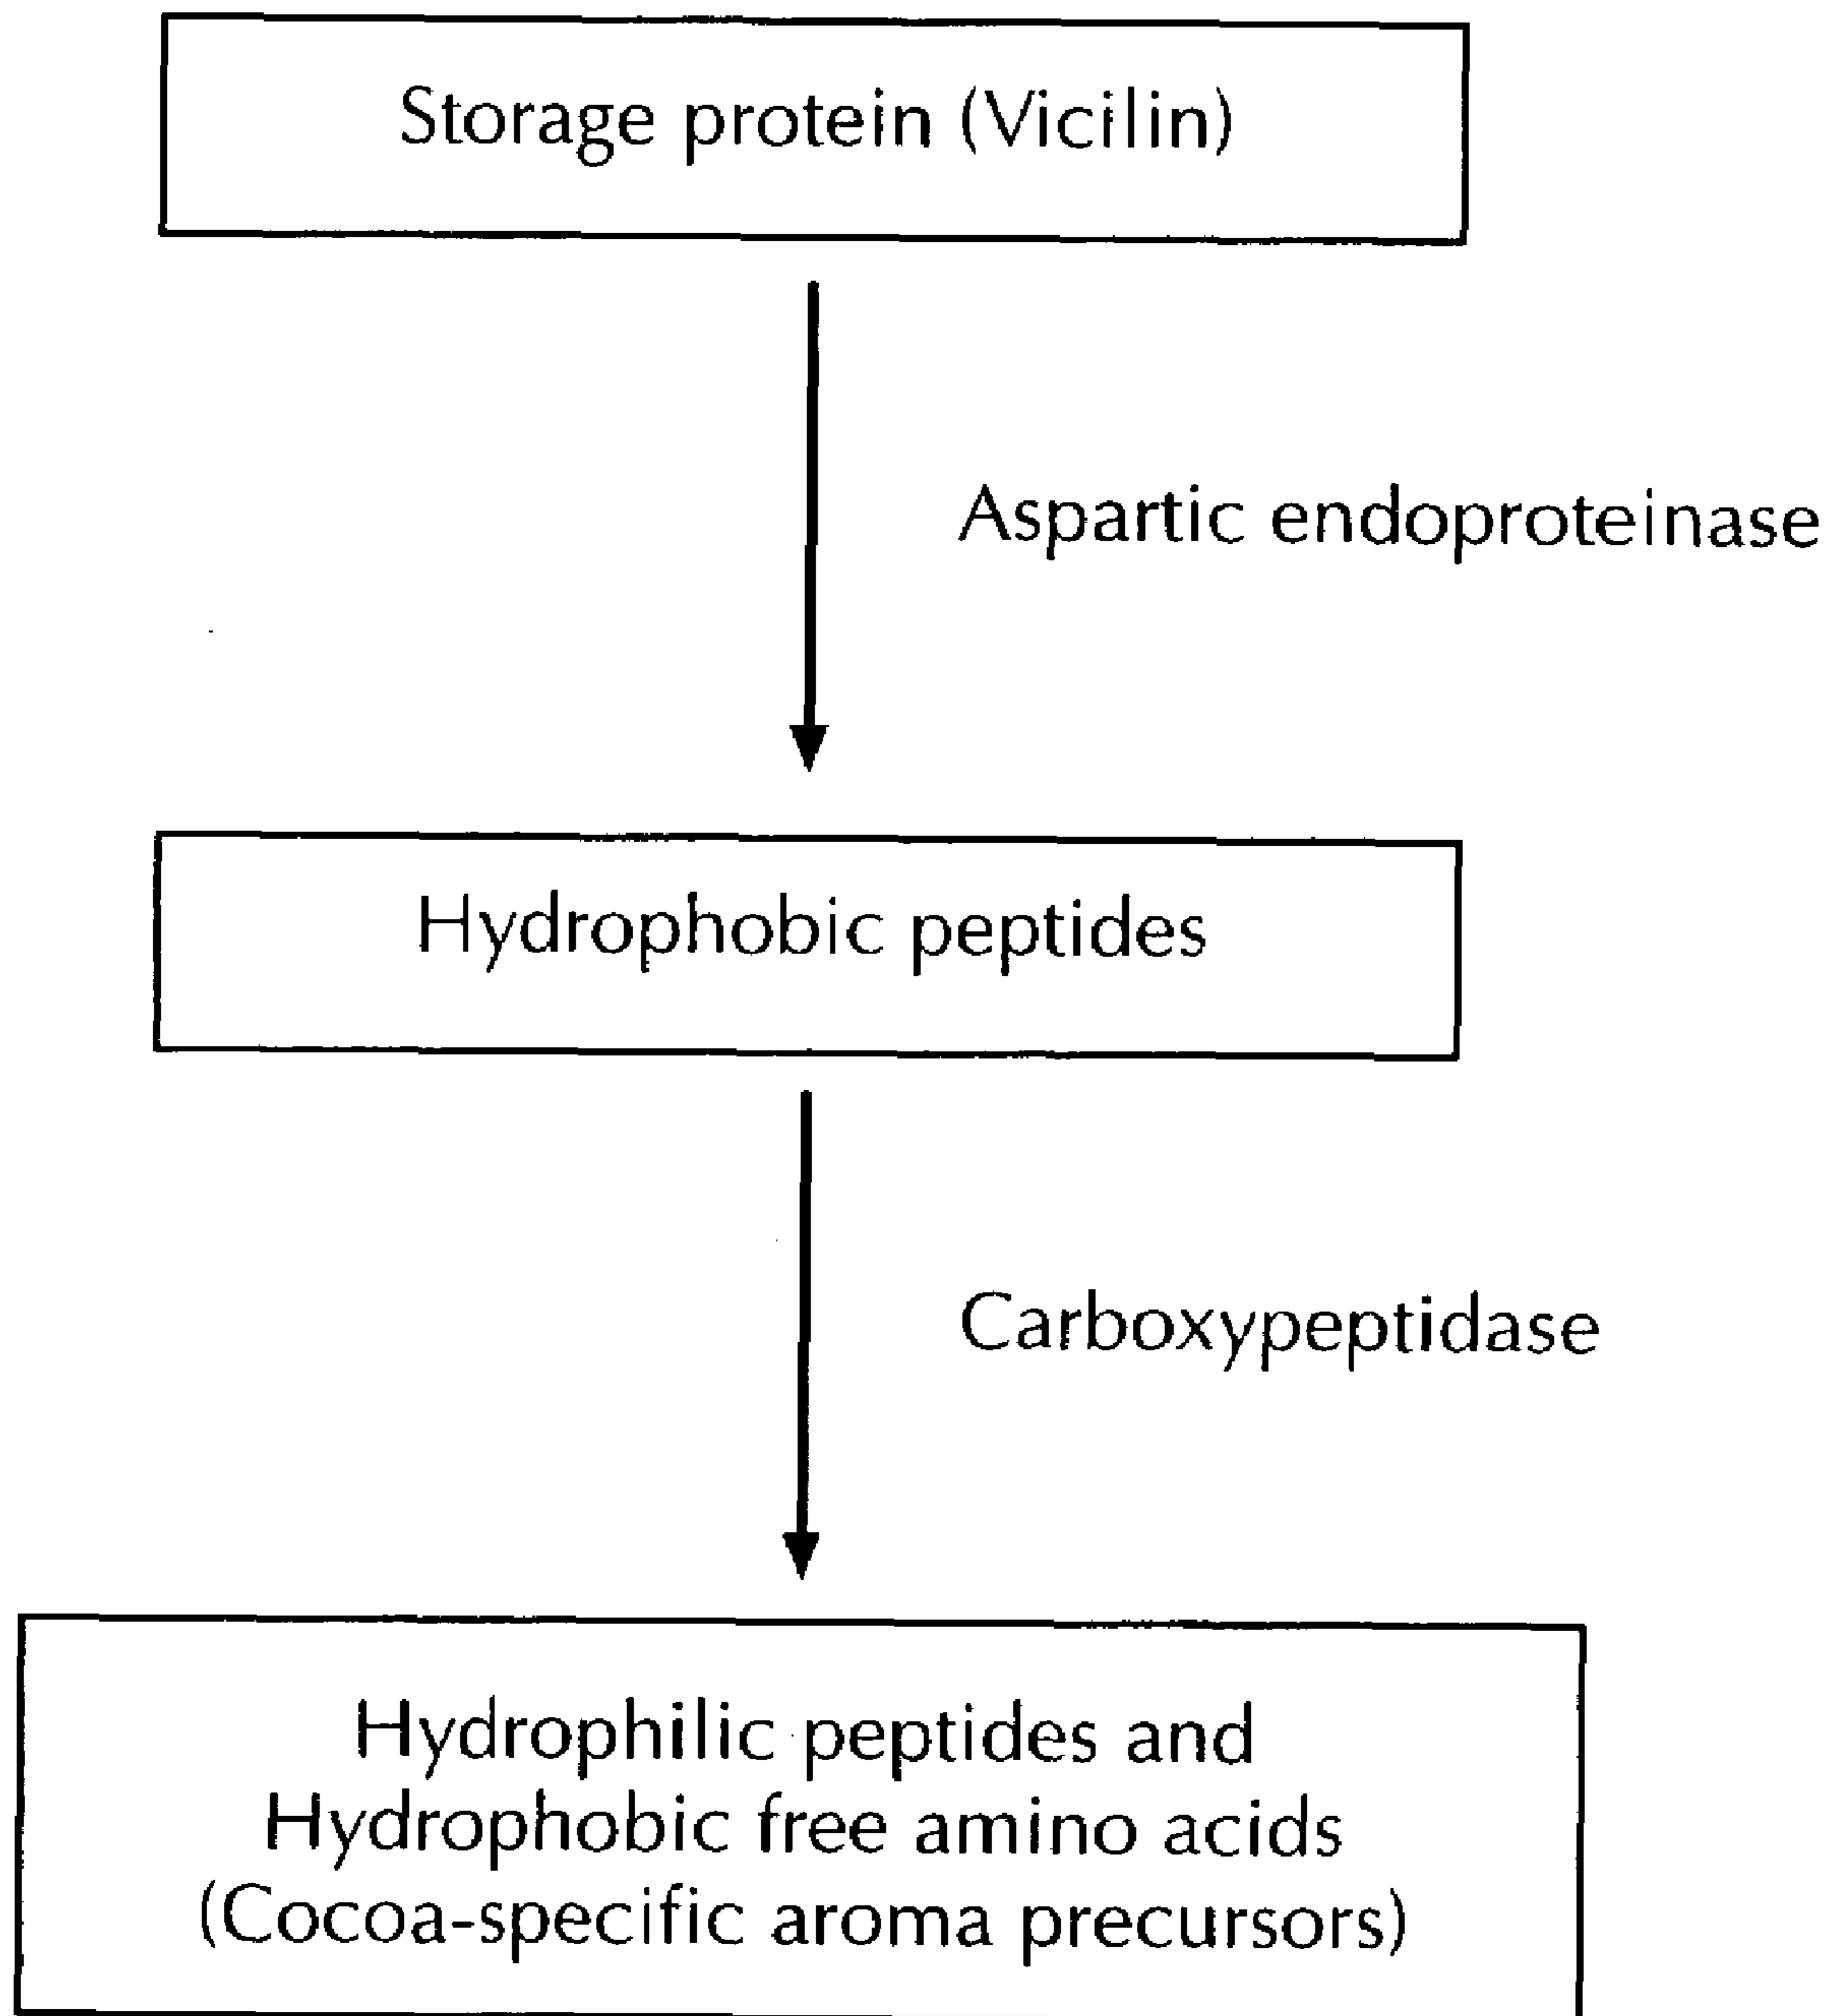 Storage protein (Vicilin)
Aspartic endoproteinase
Hydrophobic peptides
Carboxypeptidase
Hydrophilic peptides and
Hydrophobic free amino acids
(Cocoa-specific aroma precursors)